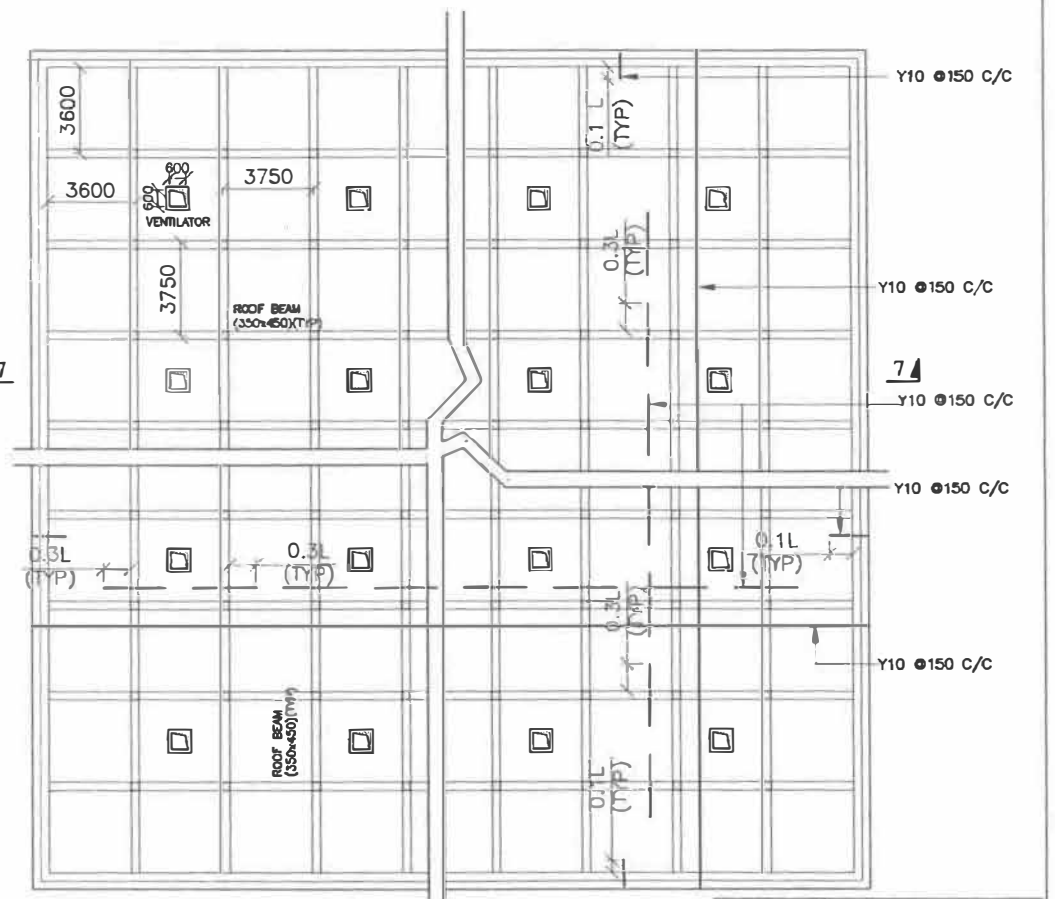 Y10 @150 C/C
3600
0.1 L
(TYP)
600
3600
3750
600
VENTILATOR
0.3L
(TYP)
3750
Y10 @150 C/C
ROOF BEAM
(350x450)(TYP)
7
7
Y10 @150 C/C
Y10 @150 C/C
0.3L
(TYP)
0.3L
(TYP)
0.1L
(TYP)
0.3L
(TYP)
Y10 @150 C/C
ROOF BEAM
(350x450)(TYP)
0.1L
(TYP)